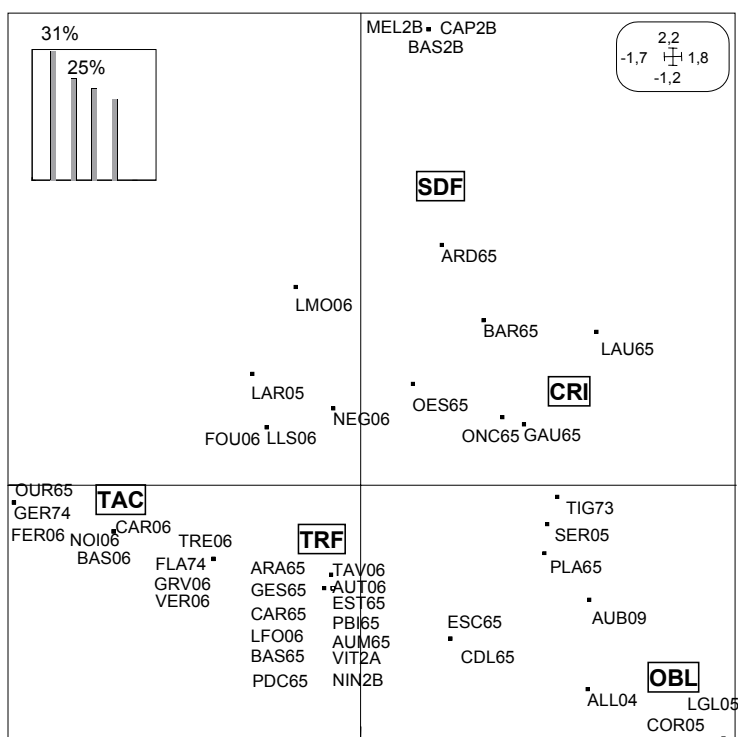 MEL2B CAP2B
BAS2B
31%
25%
2,2
-1,7 1,8
-1,2
SDF
ARD65
LMO06
BAR65
LAU65
LAR05
CRI
OES65
NEG06
ONC65 GAU65
FOU06 LLS06
OUR65
TAC
GER74
TIG73
CAR06
FER06
NOI06
SER05
TRE06
TRF
BAS06
FLA74
PLA65
ARA65 TAV06
GRV06
GES65 AUT06
VER06
EST65
CAR65
AUB09
PBI65
ESC65
LFO06
AUM65
BAS65 VIT2A
CDL65
PDC65 NIN2B
OBL
ALL04
LGL05
COR05